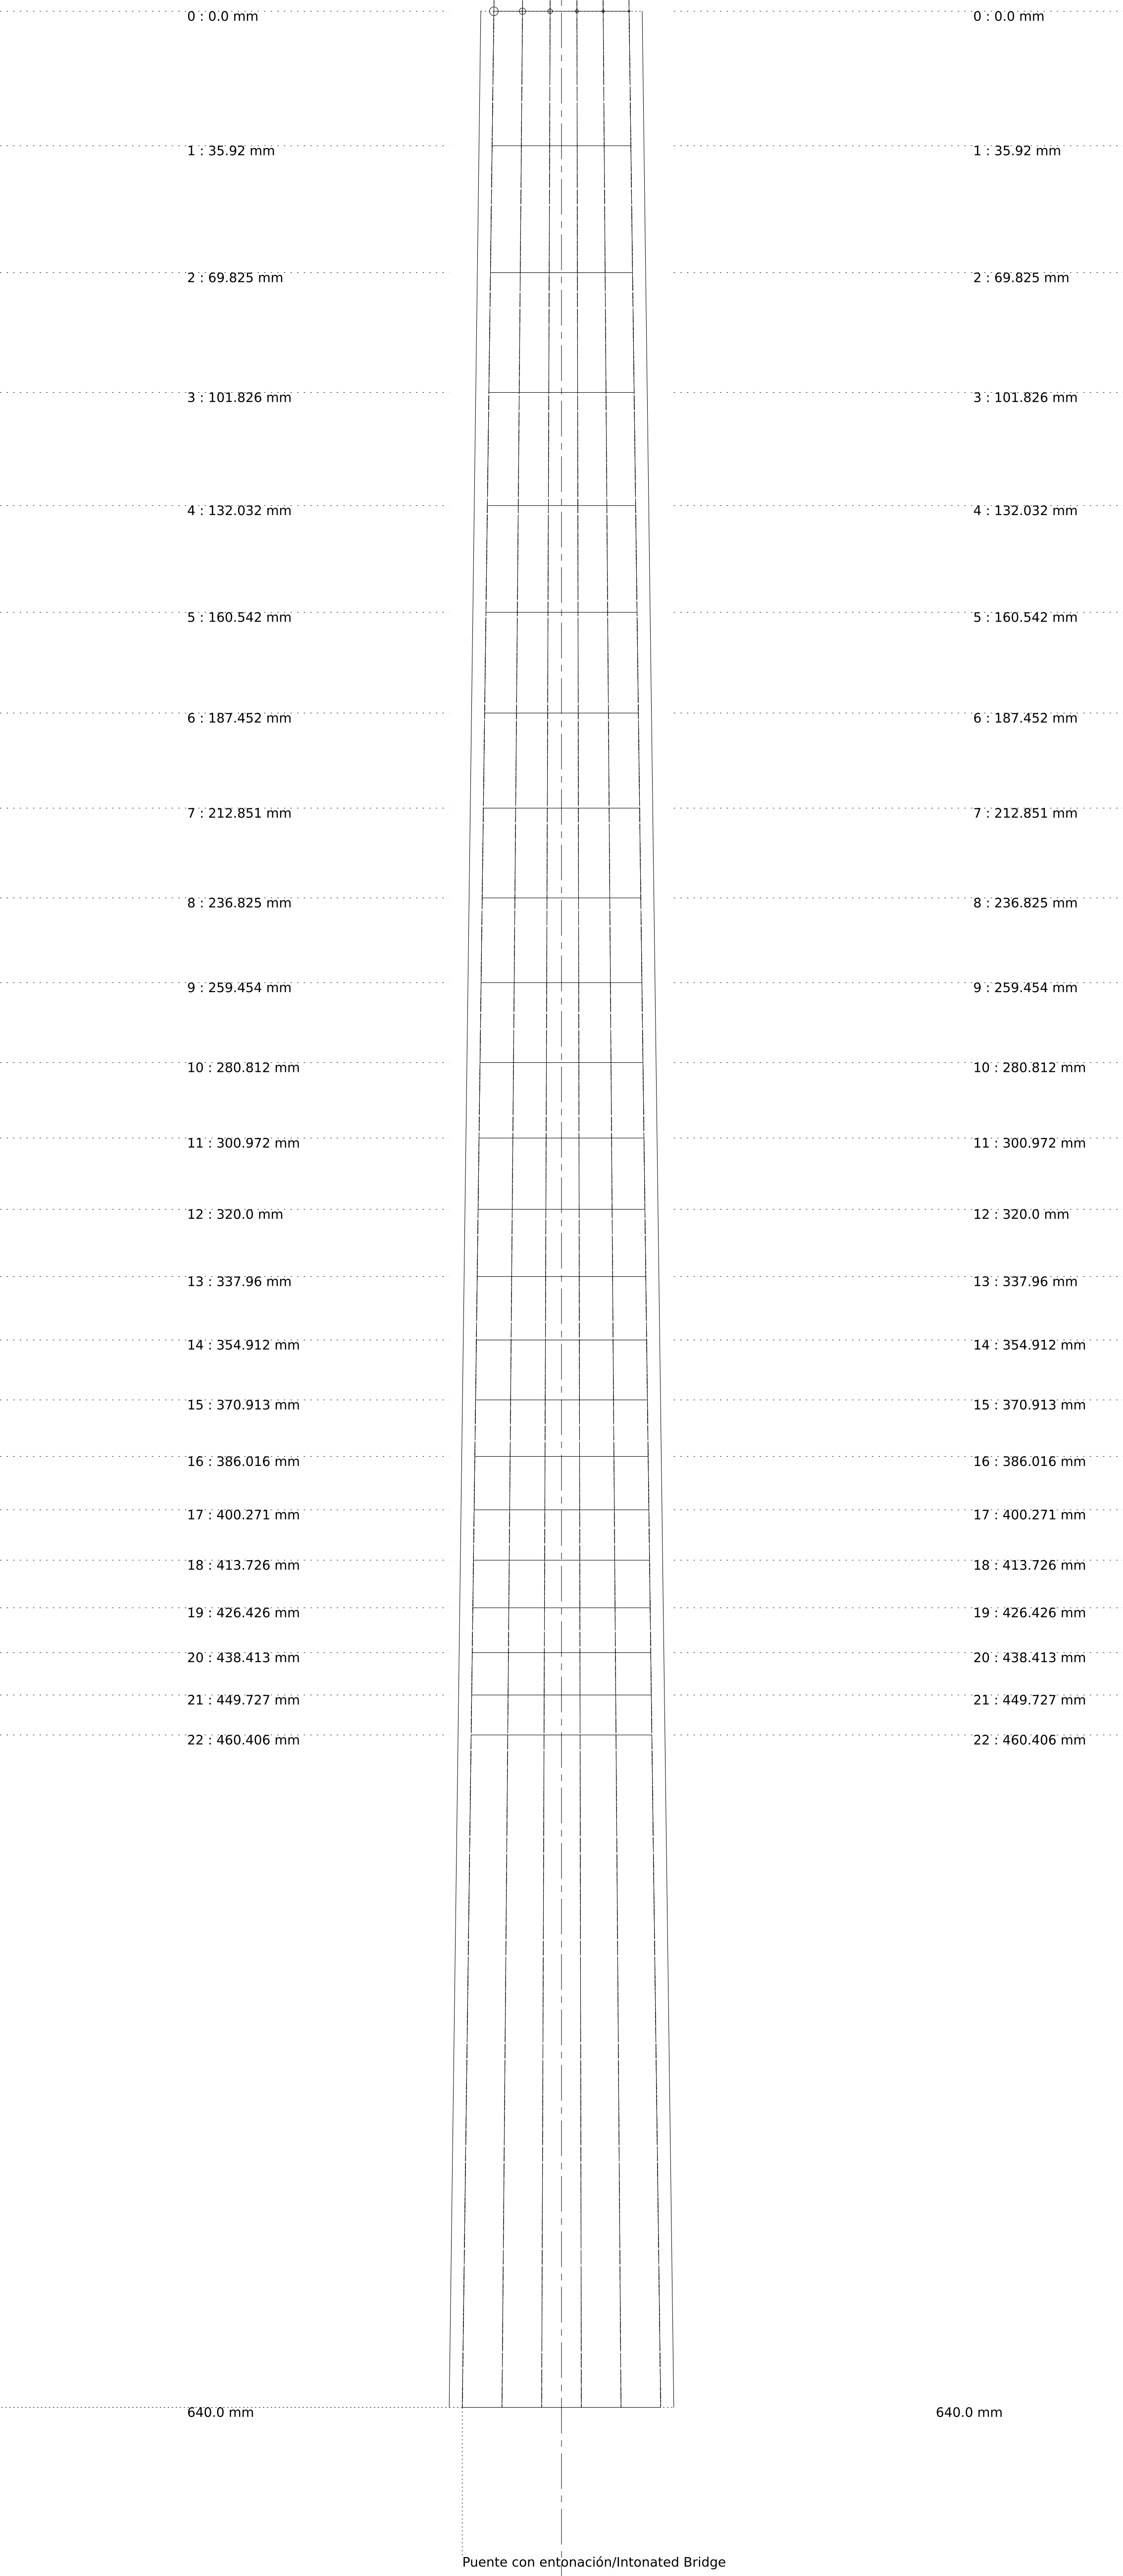 0 : 0.0 mm 0 : 0.0 mm
1 : 35.92 mm 1 : 35.92 mm
2 : 69.825 mm 2 : 69.825 mm
3 : 101.826 mm 3 : 101.826 mm
4 : 132.032 mm 4 : 132.032 mm
5 : 160.542 mm 5 : 160.542 mm
6 : 187.452 mm 6 : 187.452 mm
7 : 212.851 mm 7 : 212.851 mm
8 : 236.825 mm 8 : 236.825 mm
9 : 259.454 mm 9 : 259.454 mm
10 : 280.812 mm 10 : 280.812 mm
11 : 300.972 mm 11 : 300.972 mm
12 : 320.0 mm 12 : 320.0 mm
13 : 337.96 mm 13 : 337.96 mm
14 : 354.912 mm 14 : 354.912 mm
15 : 370.913 mm 15 : 370.913 mm
16 : 386.016 mm 16 : 386.016 mm
17 : 400.271 mm 17 : 400.271 mm
18 : 413.726 mm 18 : 413.726 mm
19 : 426.426 mm 19 : 426.426 mm
20 : 438.413 mm 20 : 438.413 mm
21 : 449.727 mm 21 : 449.727 mm
22 : 460.406 mm 22 : 460.406 mm
640.0 mm 640.0 mm
Puente con entonación/Intonated Bridge